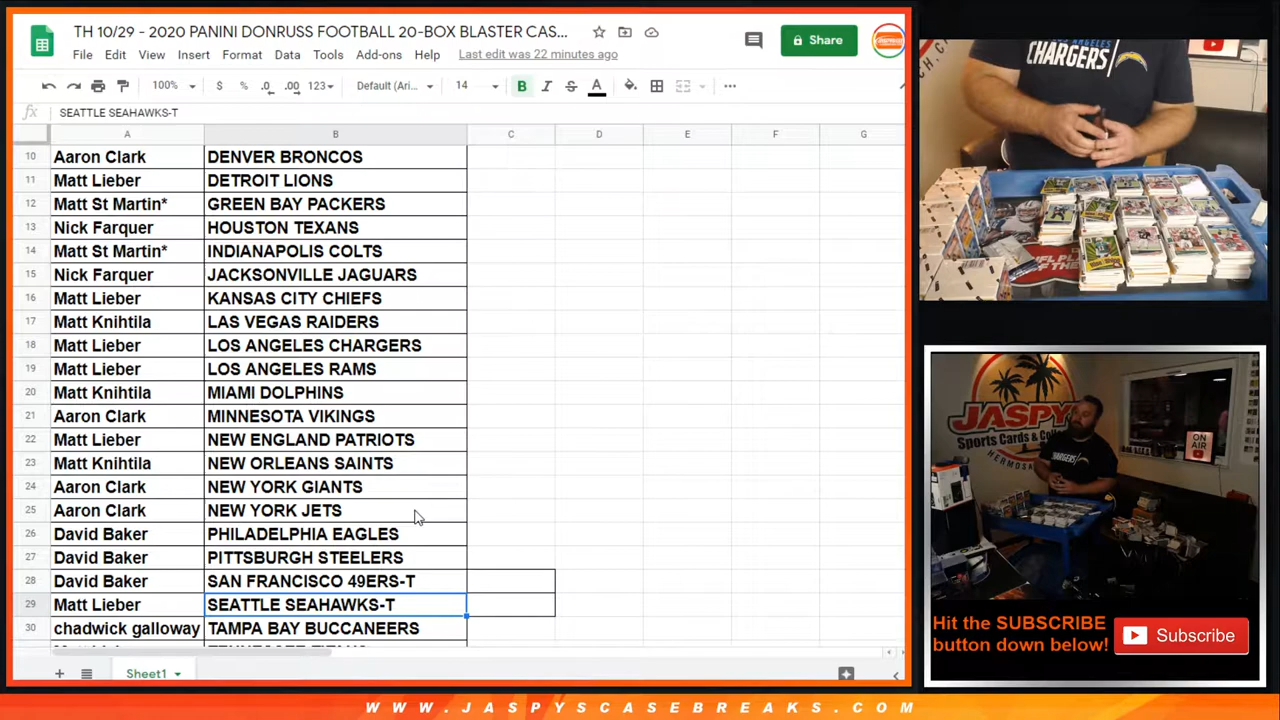 TH 10/29 - 2020 PANINI DONRUSS FOOTBALL 20-BOX BLASTER CAS...
File Edit View Insert Format Data Tools Add-ons Help Last edit was 22 minutes ago
Share
100% $ % .0 .00 123 Default (Ari... 14 B I S A
fx SEATTLE SEAHAWKS-T
A B C D E F G
10 Aaron Clark DENVER BRONCOS
11 Matt Lieber DETROIT LIONS
12 Matt St Martin* GREEN BAY PACKERS
13 Nick Farquer HOUSTON TEXANS
14 Matt St Martin* INDIANAPOLIS COLTS
15 Nick Farquer JACKSONVILLE JAGUARS
16 Matt Lieber KANSAS CITY CHIEFS
17 Matt Knihtila LAS VEGAS RAIDERS
18 Matt Lieber LOS ANGELES CHARGERS
19 Matt Lieber LOS ANGELES RAMS
20 Matt Knihtila MIAMI DOLPHINS
21 Aaron Clark MINNESOTA VIKINGS
22 Matt Lieber NEW ENGLAND PATRIOTS
23 Matt Knihtila NEW ORLEANS SAINTS
24 Aaron Clark NEW YORK GIANTS
25 Aaron Clark NEW YORK JETS
26 David Baker PHILADELPHIA EAGLES
27 David Baker PITTSBURGH STEELERS
28 David Baker SAN FRANCISCO 49ERS-T
29 Matt Lieber SEATTLE SEAHAWKS-T
30 chadwick galloway TAMPA BAY BUCCANEERS
Sheet1
CHARGERS
JASPY'S
Sports Cards &
HERMOS
ON
AIR
CHARGERS
Hit the SUBSCRIBE
button down below!
Subscribe
WWW.JASPYSCASEBREAKS.COM